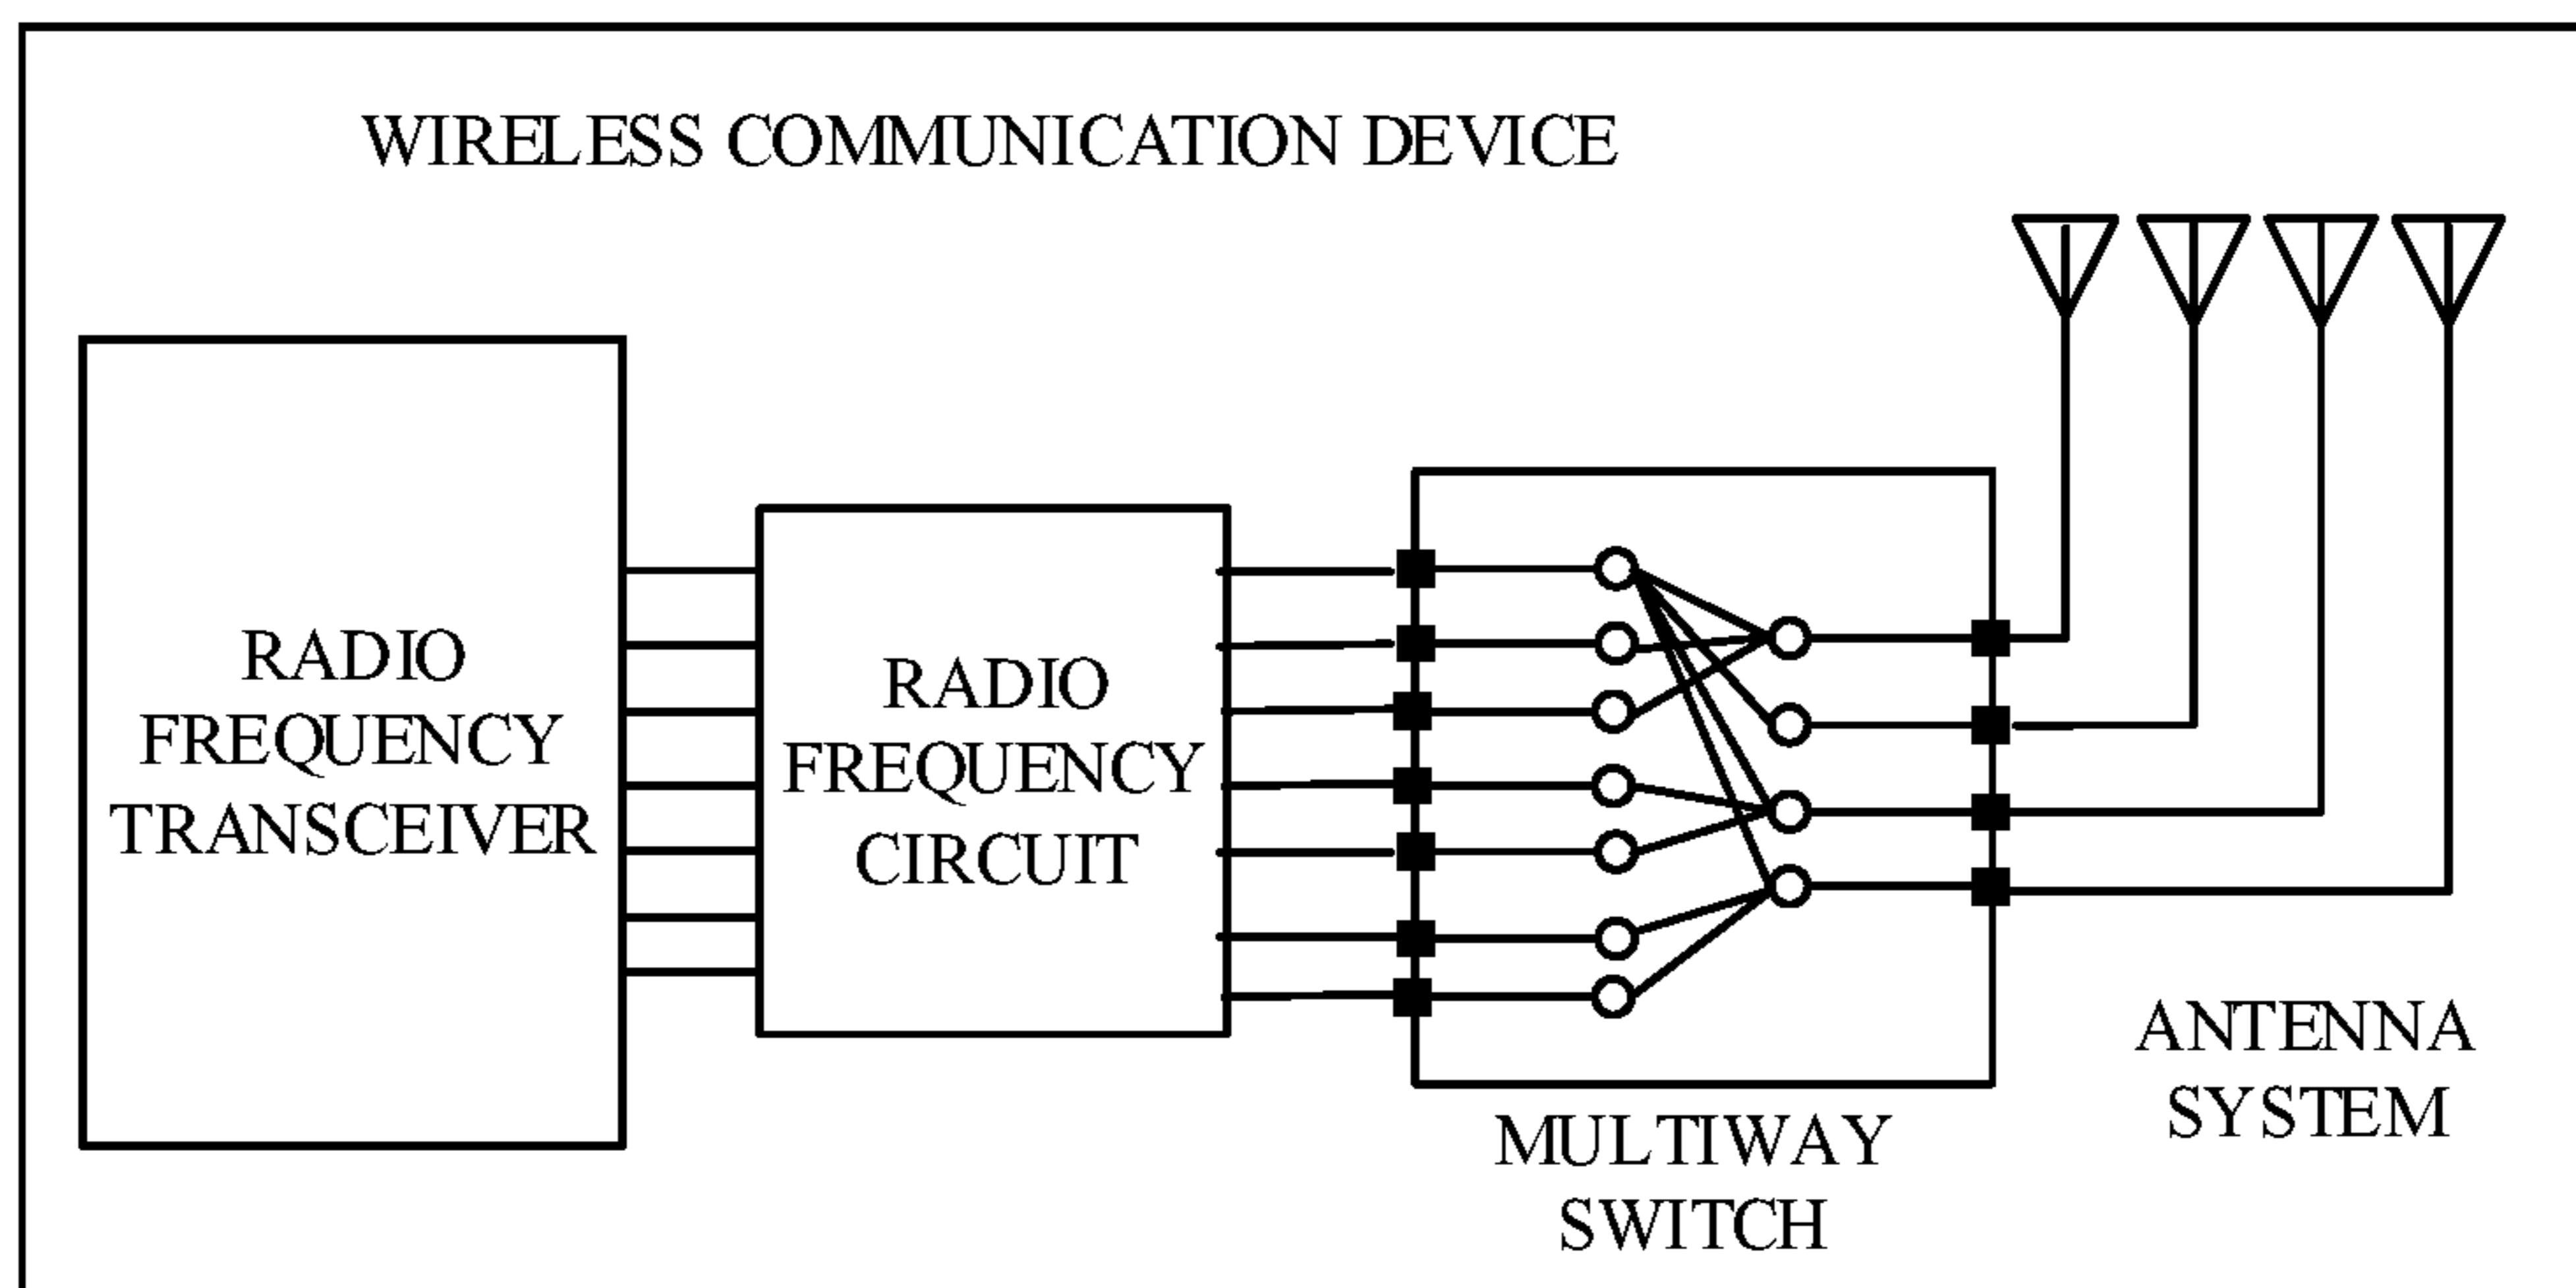 WIRELESS COMMUNICATION DEVICE
RADIO
FREQUENCY
TRANSCEIVER
RADIO
FREQUENCY
CIRCUIT
MULTIWAY
SWITCH
ANTENNA
SYSTEM